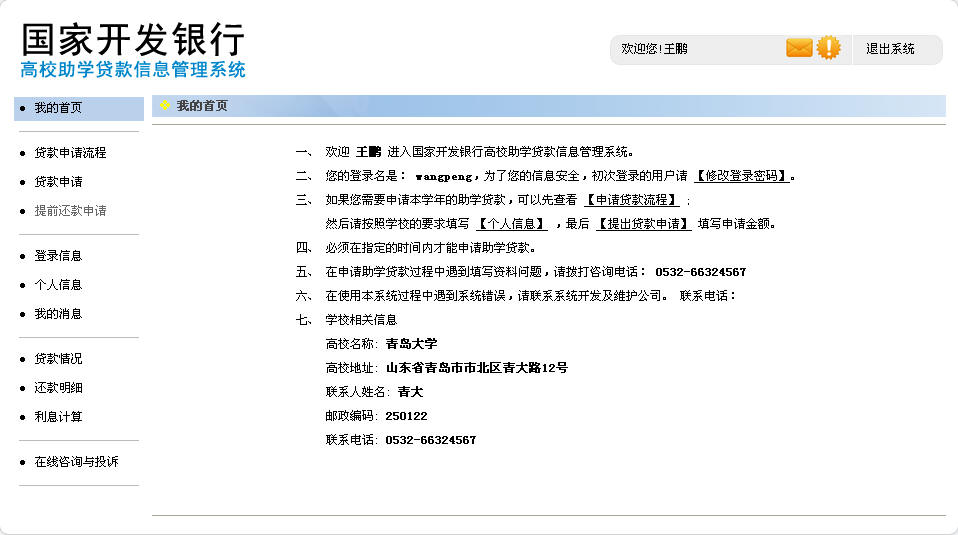 国家开发银行
高校助学贷款信息管理系统
欢迎您!王鹏
退出系统
我的首页
贷款申请流程
贷款申请
提前还款申请
登录信息
个人信息
我的消息
贷款情况
还款明细
利息计算
在线咨询与投诉
我的首页
一、 欢迎 王鹏 进入国家开发银行高校助学贷款信息管理系统。
二、 您的登录名是： wangpeng，为了您的信息安全，初次登录的用户请 【修改登录密码】。
三、 如果您需要申请本学年的助学贷款，可以先查看 【申请贷款流程】 ；
然后请按照学校的要求填写 【个人信息】 ，最后 【提出贷款申请】 填写申请金额。
四、 必须在指定的时间内才能申请助学贷款。
五、 在申请助学贷款过程中遇到填写资料问题，请拨打咨询电话： 0532-66324567
六、 在使用本系统过程中遇到系统错误，请联系系统开发及维护公司。 联系电话：
七、 学校相关信息
高校名称: 青岛大学
高校地址: 山东省青岛市市北区青大路12号
联系人姓名: 青大
邮政编码: 250122
联系电话: 0532-66324567